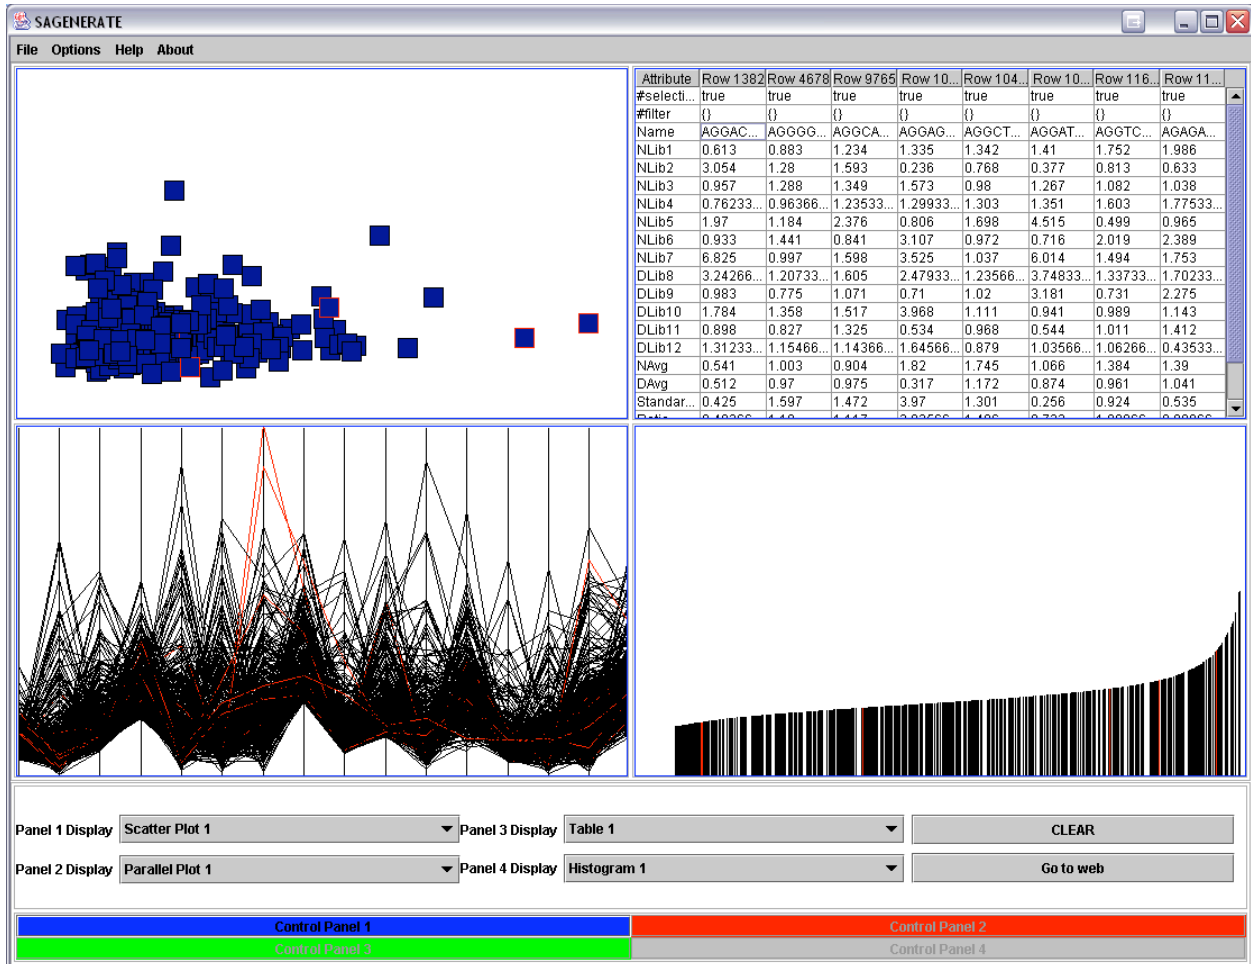 SAGENERATE
File Options Help About
Attribute Row 1382 Row 4678 Row 9765 Row 10... Row 104... Row 10... Row 116... Row 11...
#selecti... true true true true true true true true
#filter {} {} {} {} {} {} {} {}
Name AGGAC... AGGGG... AGGCA... AGGAG... AGGCT... AGGAT... AGGTC... AGAGA...
NLib1 0.613 0.883 1.234 1.335 1.342 1.41 1.752 1.986
NLib2 3.054 1.28 1.593 0.236 0.768 0.377 0.813 0.633
NLib3 0.957 1.288 1.349 1.573 0.98 1.267 1.082 1.038
NLib4 0.76233... 0.96366... 1.23533... 1.29933... 1.303 1.351 1.603 1.77533...
NLib5 1.97 1.184 2.376 0.806 1.698 4.515 0.499 0.965
NLib6 0.933 1.441 0.841 3.107 0.972 0.716 2.019 2.389
NLib7 6.825 0.997 1.598 3.525 1.037 6.014 1.494 1.753
DLib8 3.24266... 1.20733... 1.605 2.47933... 1.23566... 3.74833... 1.33733... 1.70233...
DLib9 0.983 0.775 1.071 0.71 1.02 3.181 0.731 2.275
DLib10 1.784 1.358 1.517 3.968 1.111 0.941 0.989 1.143
DLib11 0.898 0.827 1.325 0.534 0.968 0.544 1.011 1.412
DLib12 1.31233... 1.15466... 1.14366... 1.64566... 0.879 1.03566... 1.06266... 0.43533...
NAvg 0.541 1.003 0.904 1.82 1.745 1.066 1.384 1.39
DAvg 0.512 0.97 0.975 0.317 1.172 0.874 0.961 1.041
Standar... 0.425 1.597 1.472 3.97 1.301 0.256 0.924 0.535
Panel 1 Display Scatter Plot 1 Panel 3 Display Table 1 CLEAR
Panel 2 Display Parallel Plot 1 Panel 4 Display Histogram 1 Go to web
Control Panel 1 Control Panel 2
Control Panel 3 Control Panel 4